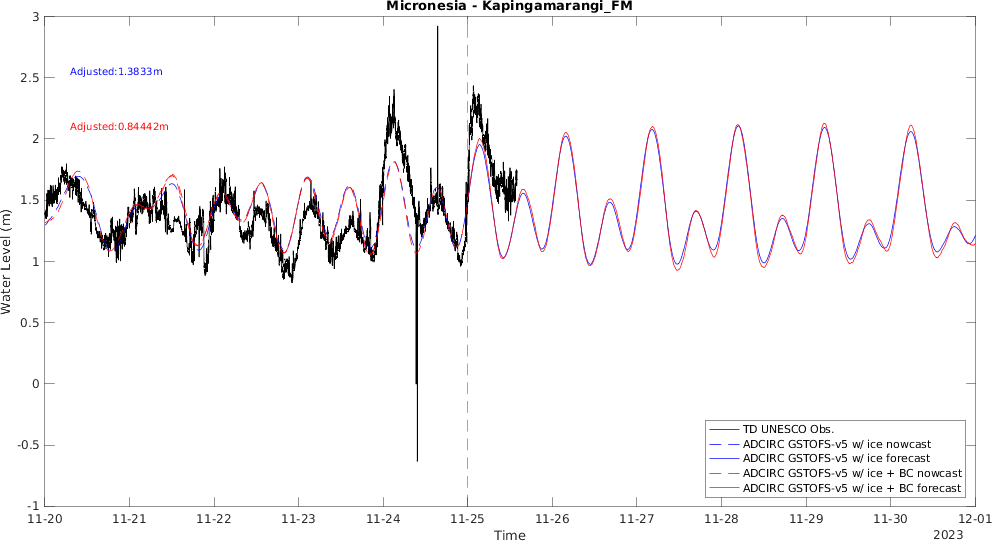 Micronesia - Kapingamarangi_FM
3
2.5
2
1.5
1
0.5
0
-0.5
-1
Water Level (m)
Adjusted:1.3833m
Adjusted:0.84442m
TD UNESCO Obs.
ADCIRC GSTOFS-v5 w/ ice nowcast
ADCIRC GSTOFS-v5 w/ ice forecast
ADCIRC GSTOFS-v5 w/ ice + BC nowcast
ADCIRC GSTOFS-v5 w/ ice + BC forecast
11-20 11-21 11-22 11-23 11-24 11-25 11-26 11-27 11-28 11-29 11-30 12-01
Time
2023